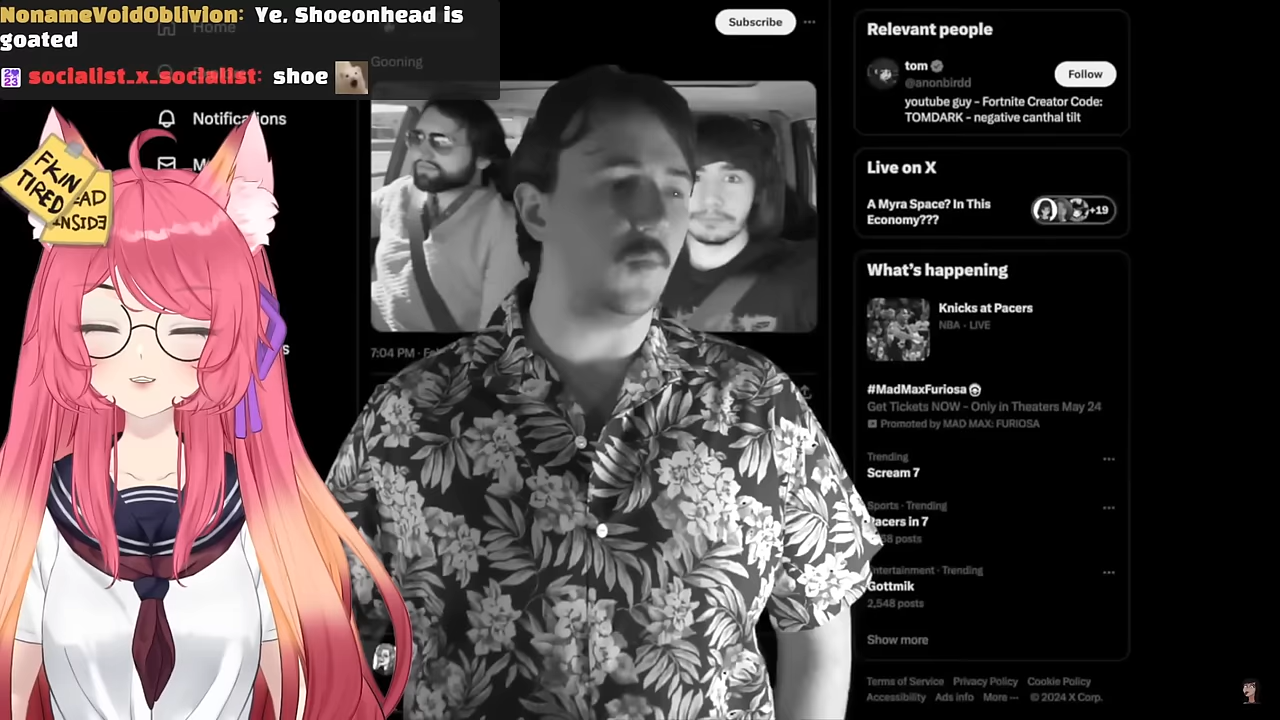 NonameVoidOblivion: Ye. Shoeonhead is
goated
socialist_x_socialist: shoe
Home
Gooning
Notifications
FKIN
TIRED
INSIDE
7:04 PM
Subscribe
Relevant people
tom
@anonbirdd
Follow
youtube guy - Fortnite Creator Code:
TOMDARK - negative canthal tilt
Live on X
A Myra Space? In This
Economy???
+19
What's happening
Knicks at Pacers
NBA · LIVE
#MadMaxFuriosa
Get Tickets NOW - Only in Theaters May 24
Promoted by MAD MAX: FURIOSA
Trending
Scream 7
Sports · Trending
Pacers in 7
posts
Entertainment · Trending
Gottmik
2,548 posts
Show more
Terms of Service Privacy Policy Cookie Policy
Accessibility Ads info More ··· © 2024 X Corp.